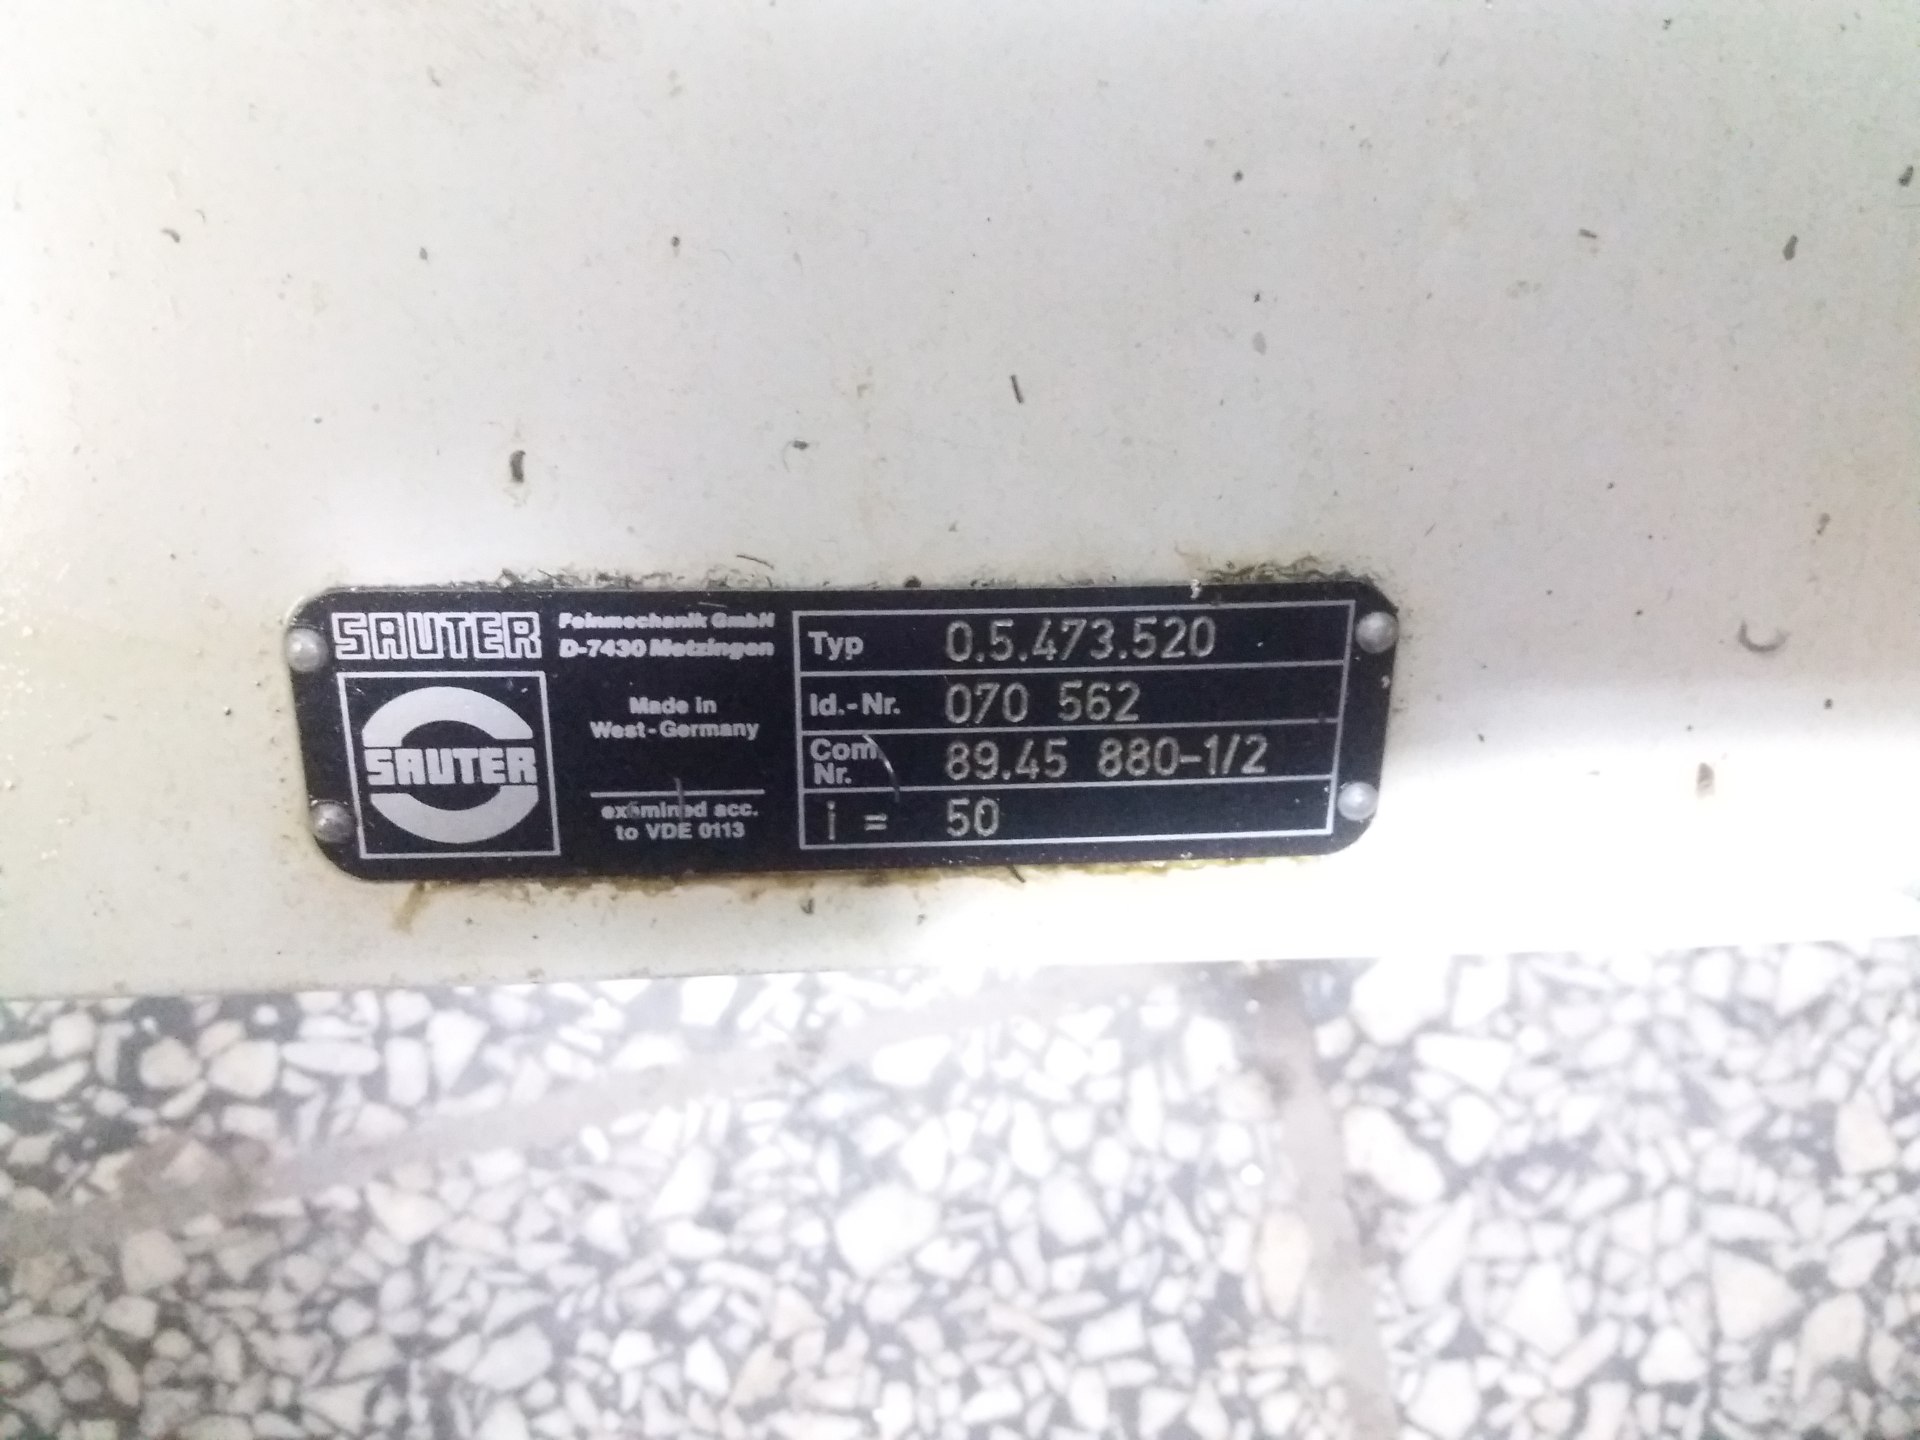 SAUTER
Feinmechanik GmbH
D-7430 Metzingen
SAUTER
Made in
West-Germany
examined acc.
to VDE 0113
Typ 0.5.473.520
Id.-Nr. 070 562
Com.
Nr. 89.45 880-1/2
i = 50